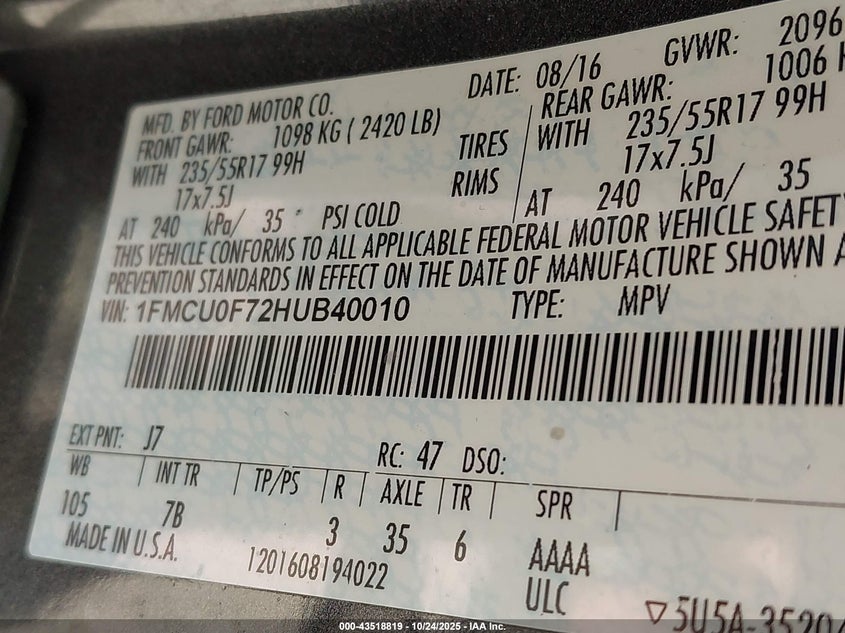 MFD. BY FORD MOTOR CO. DATE: 08/16 GVWR: 2096
FRONT GAWR: 1098 KG ( 2420 LB) REAR GAWR: 1006
WITH 235/55R17 99H TIRES WITH 235/55R17 99H
17x7.5J RIMS 17x7.5J
AT 240 kPa/ 35 PSI COLD AT 240 kPa/ 35
THIS VEHICLE CONFORMS TO ALL APPLICABLE FEDERAL MOTOR VEHICLE SAFETY
PREVENTION STANDARDS IN EFFECT ON THE DATE OF MANUFACTURE SHOWN
VIN: 1FMCU0F72HUB40010 TYPE: MPV
EXT PNT: J7 RC: 47 DSO:
WB INT TR TP/PS R AXLE TR SPR
105 7B 3 35 6 AAAA
MADE IN U.S.A. 1201608194022 ULC
▽5U5A-3520
000-43518819 - 10/24/2025 - IAA Inc.